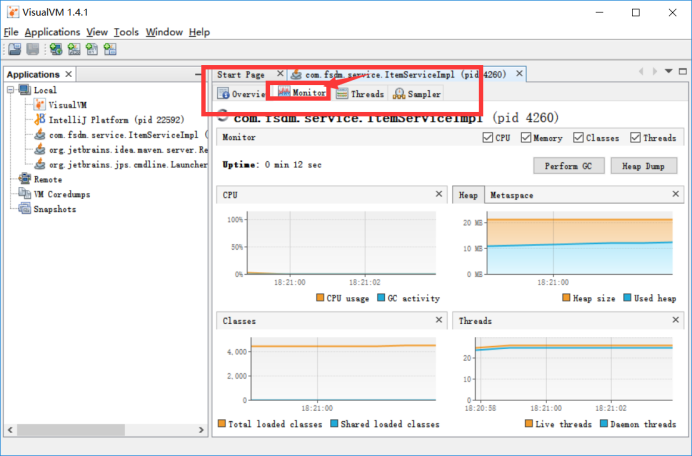 VisualVM 1.4.1
File Applications View Tools Window Help
Applications
Local
VisualVM
Intellij Platform (pid 22592)
com.fsdm.service.ItemServiceImpl (
org.jetbrains.idea.maven.server.Re
org.jetbrains.jps.cmdline.Launcher
Remote
VM Coredumps
Snapshots
Start Page com.fsdm.service.ItemServiceImpl (pid 4260)
Overvie Monitor Threads Sampler
com.fsdm.service.ItemServiceImpl (pid 4260)
Monitor CPU Memory Classes Threads
Uptime: 0 min 12 sec Perform GC Heap Dump
CPU
100%
50%
0%
18:21:00 18:21:02
CPU usage GC activity
Heap Metaspace
20 MB
10 MB
0 MB
18:21:00
Heap size Used heap
Classes
4,000
2,000
0
18:21:00
Total loaded classes Shared loaded classes
Threads
20
10
0
18:20:58 18:21:00 18:21:02
Live threads Daemon threads